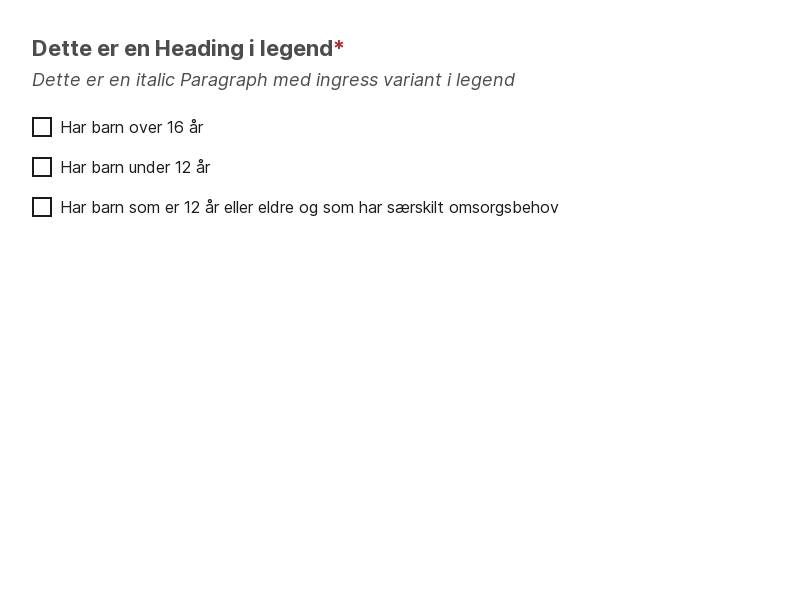 Dette er en Heading i legend*
Dette er en italic Paragraph med ingress variant i legend
Har barn over 16 år
Har barn under 12 år
Har barn som er 12 år eller eldre og som har særskilt omsorgsbehov